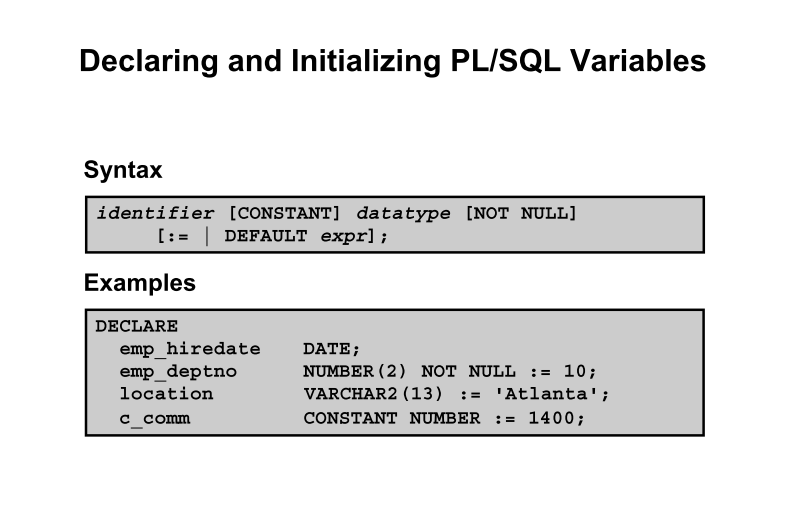 Declaring and Initializing PL/SQL Variables
Syntax
identifier [CONSTANT] datatype [NOT NULL]
[:= | DEFAULT expr];
Examples
DECLARE
emp_hiredate DATE;
emp_deptno NUMBER(2) NOT NULL := 10;
location VARCHAR2(13) := 'Atlanta';
c_comm CONSTANT NUMBER := 1400;